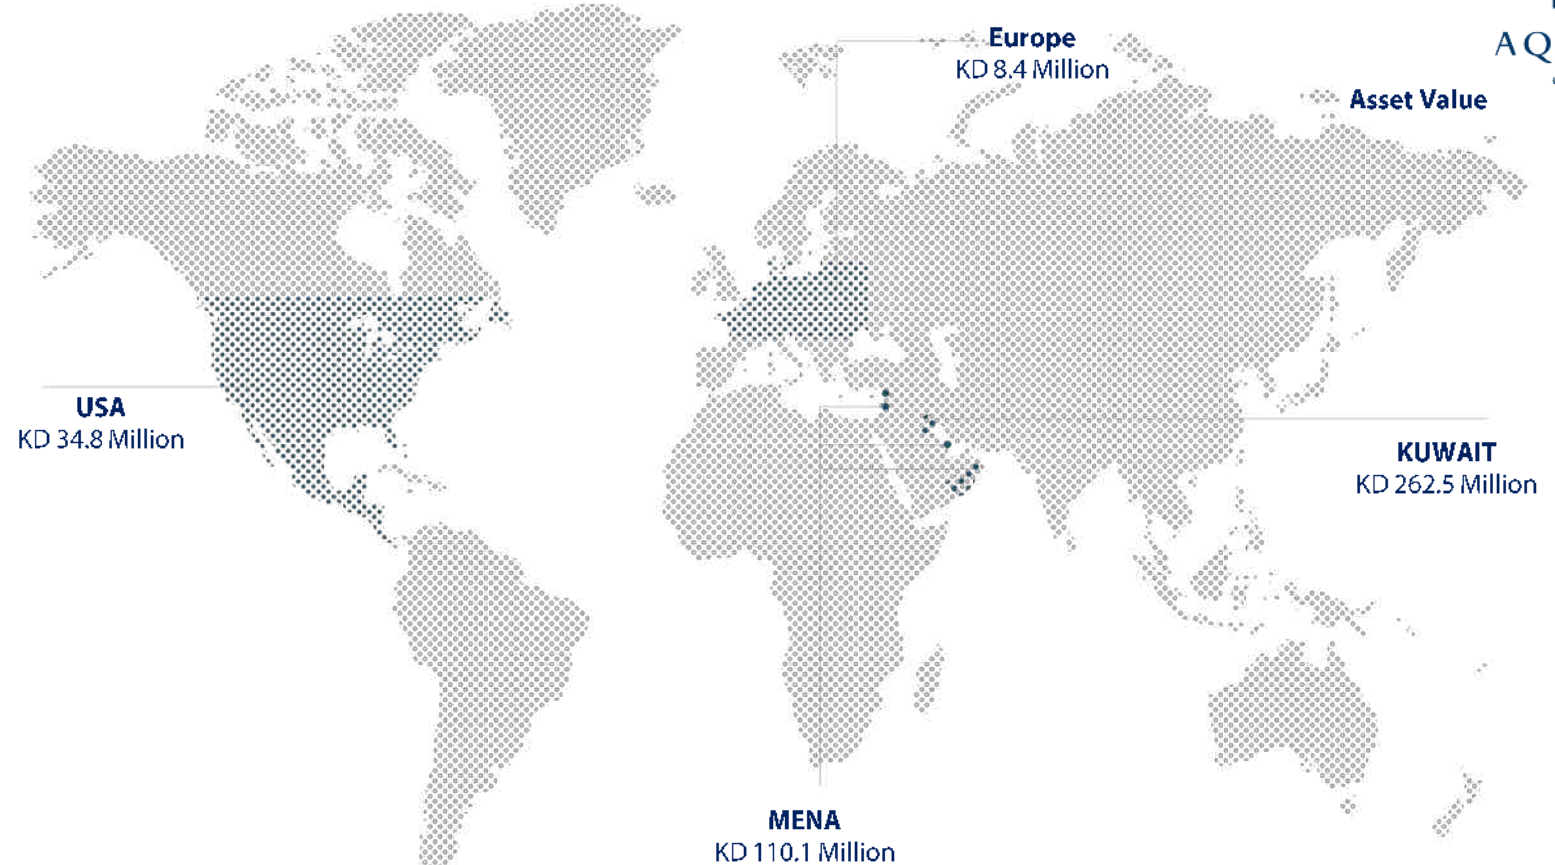 Europe
KD 8.4 Million
AQ
Asset Value
USA
KD 34.8 Million
KUWAIT
KD 262.5 Million
MENA
KD 110.1 Million